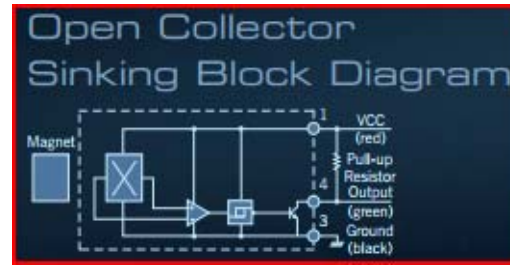 Open Collector
Sinking Block Diagram
Magnet
1
VCC
(red)
Pull-up
Resistor
4
Output
(green)
3
Ground
(black)